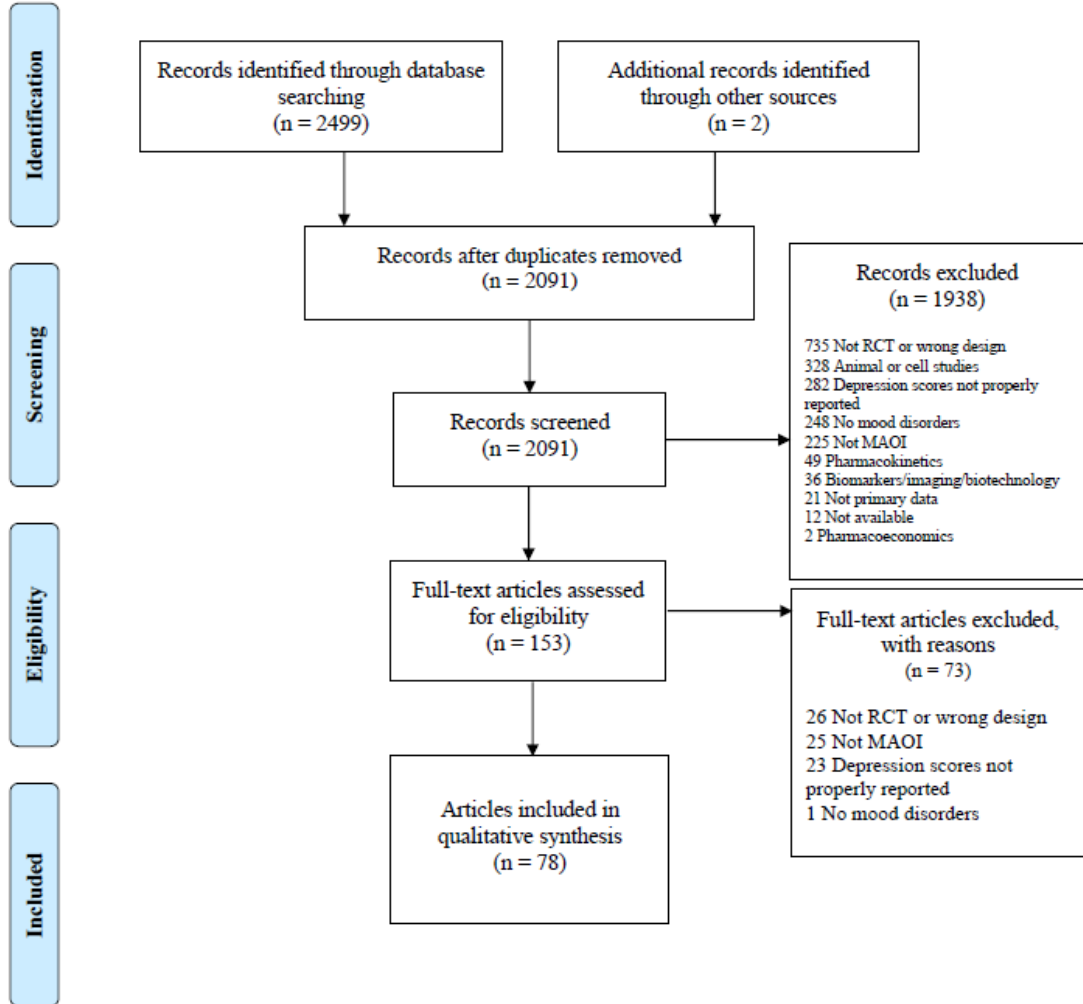 Identification
Records identified through database
searching
(n = 2499)
Additional records identified
through other sources
(n = 2)
Screening
Records after duplicates removed
(n = 2091)
Records screened
(n = 2091)
Records excluded
(n = 1938)
735 Not RCT or wrong design
328 Animal or cell studies
282 Depression scores not properly
reported
248 No mood disorders
225 Not MAOI
49 Pharmacokinetics
36 Biomarkers/imaging/biotechnology
21 Not primary data
12 Not available
2 Pharmacoeconomics
Eligibility
Full-text articles assessed
for eligibility
(n = 153)
Full-text articles excluded,
with reasons
(n = 73)
26 Not RCT or wrong design
25 Not MAOI
23 Depression scores not
properly reported
1 No mood disorders
Included
Articles included in
qualitative synthesis
(n = 78)